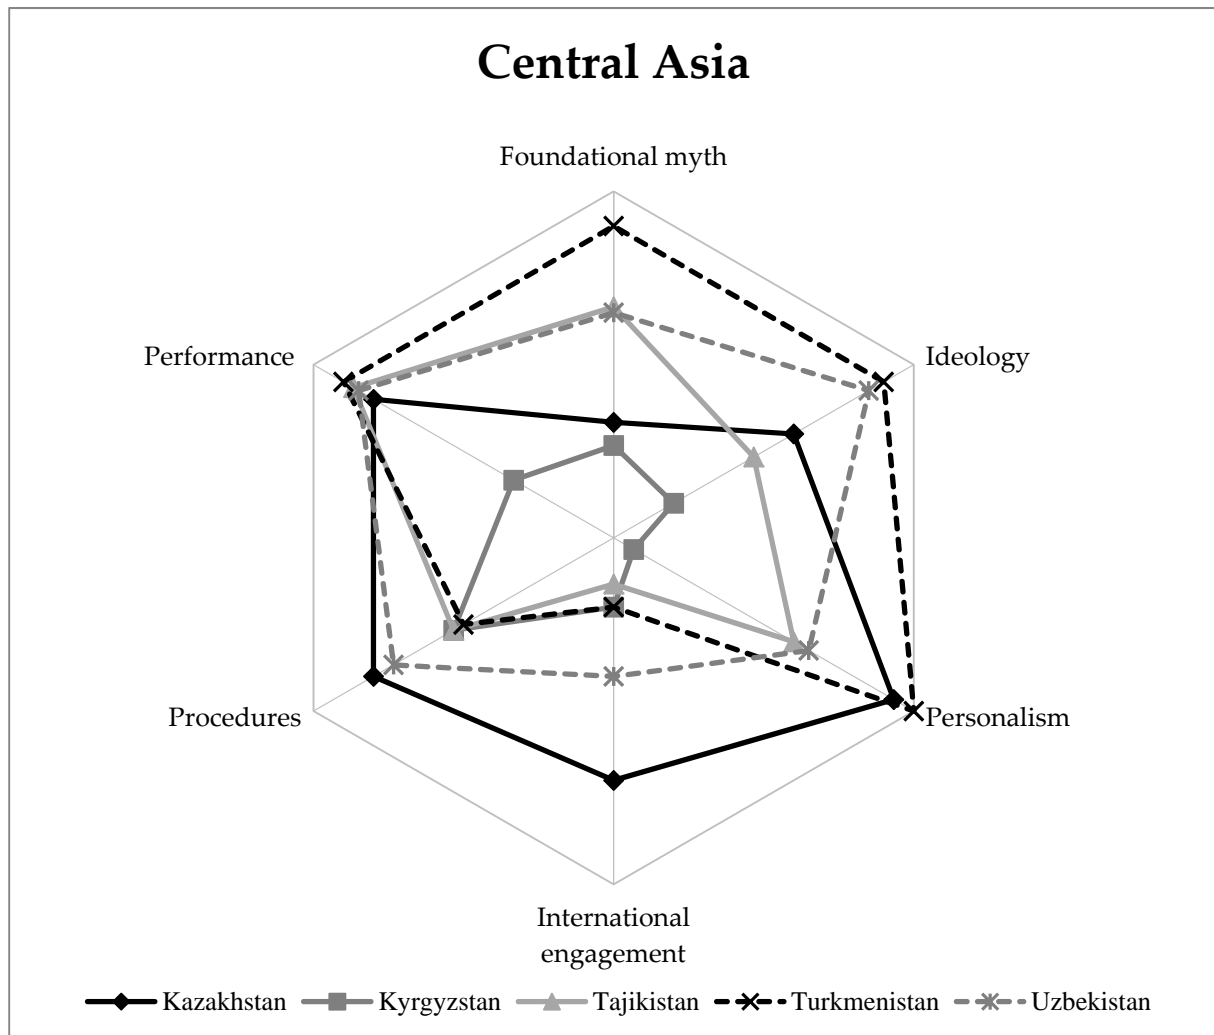 Central Asia
Foundational myth
Performance
Ideology
Procedures
Personalism
International
engagement
Kazakhstan Kyrgyzstan Tajikistan Turkmenistan Uzbekistan